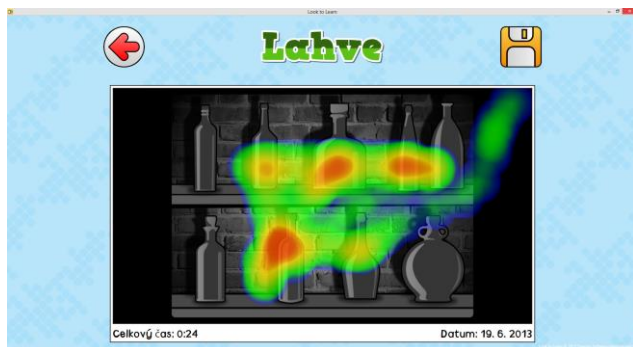 Look to Learn
Lahve
Celkový čas: 0:24
Datum: 19. 6. 2013